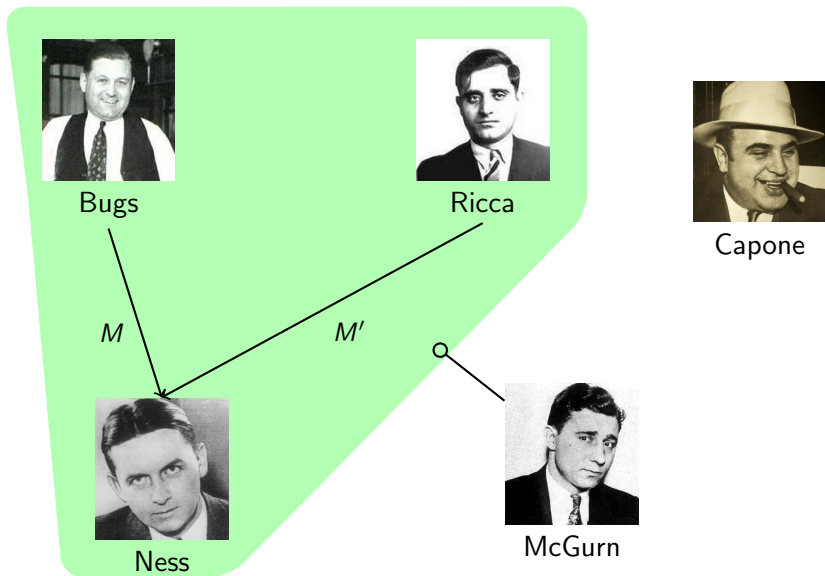 Bugs
Ricca
Capone
M
M′
McGurn
Ness